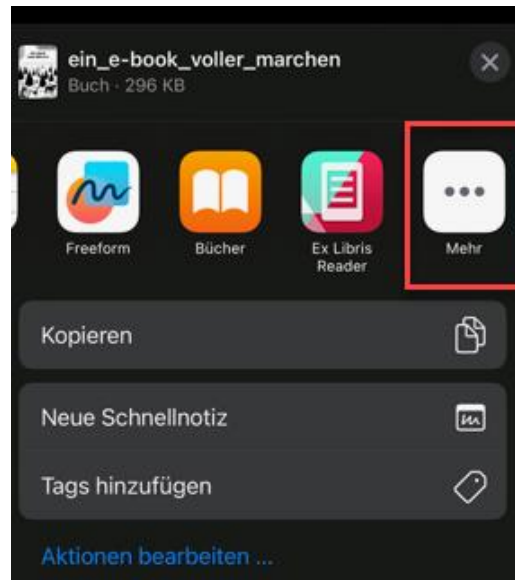 ein_e-book_voller_marchen
Buch · 296 KB
Freeform
Bücher
Ex Libris
Reader
Mehr
Kopieren
Neue Schnellnotiz
Tags hinzufügen
Aktionen bearbeiten ...